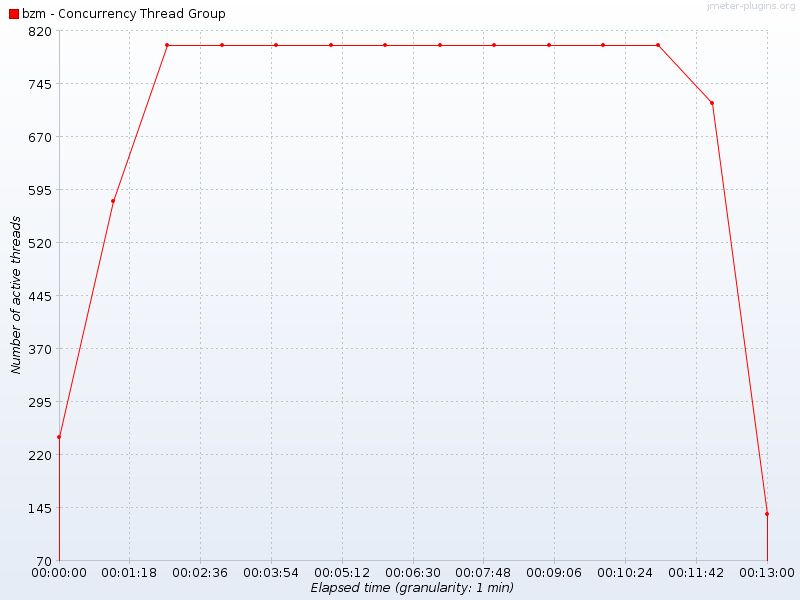 jmeter-plugins.org
bzm - Concurrency Thread Group
820
745
670
595
520
445
370
295
220
145
70
Number of active threads
00:00:00 00:01:18 00:02:36 00:03:54 00:05:12 00:06:30 00:07:48 00:09:06 00:10:24 00:11:42 00:13:00
Elapsed time (granularity: 1 min)